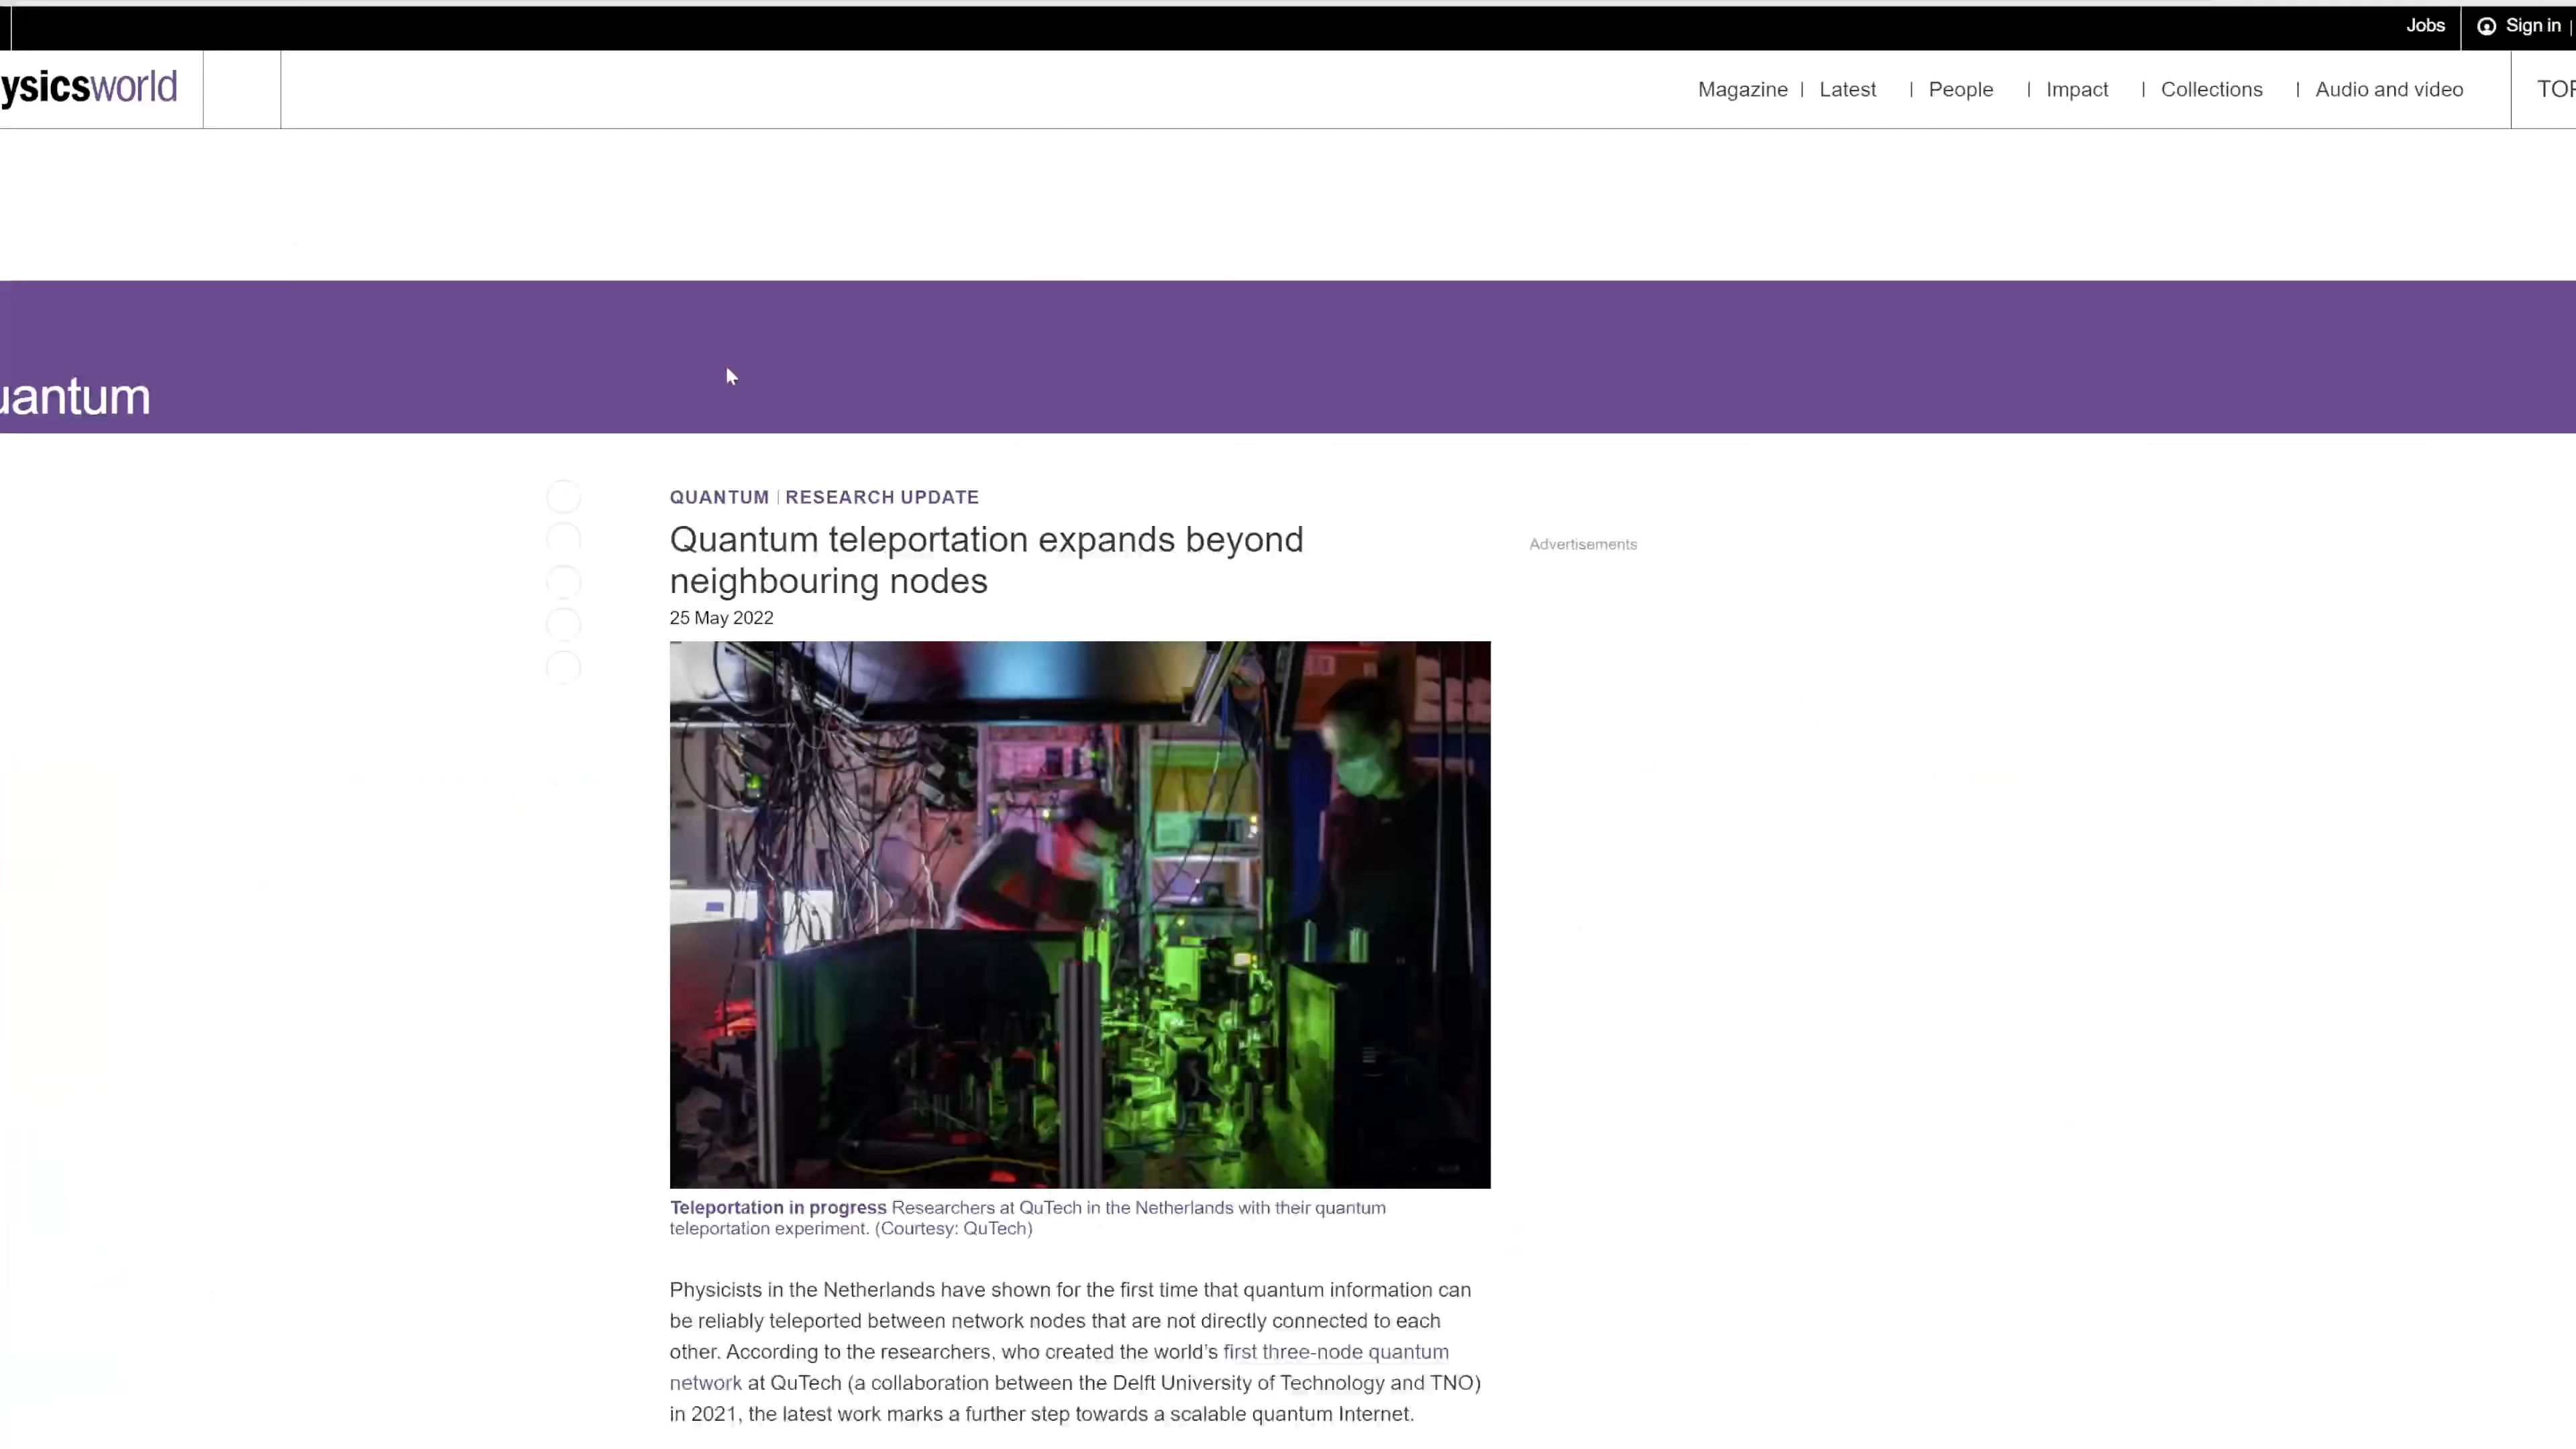 Jobs
Sign in
ysicsworld
Magazine | Latest | People | Impact | Collections | Audio and video
uantum
QUANTUM | RESEARCH UPDATE
Quantum teleportation expands beyond
neighbouring nodes
25 May 2022
Advertisements
Teleportation in progress Researchers at QuTech in the Netherlands with their quantum
teleportation experiment. (Courtesy: QuTech)
Physicists in the Netherlands have shown for the first time that quantum information can
be reliably teleported between network nodes that are not directly connected to each
other. According to the researchers, who created the world's first three-node quantum
network at QuTech (a collaboration between the Delft University of Technology and TNO)
in 2021, the latest work marks a further step towards a scalable quantum Internet.